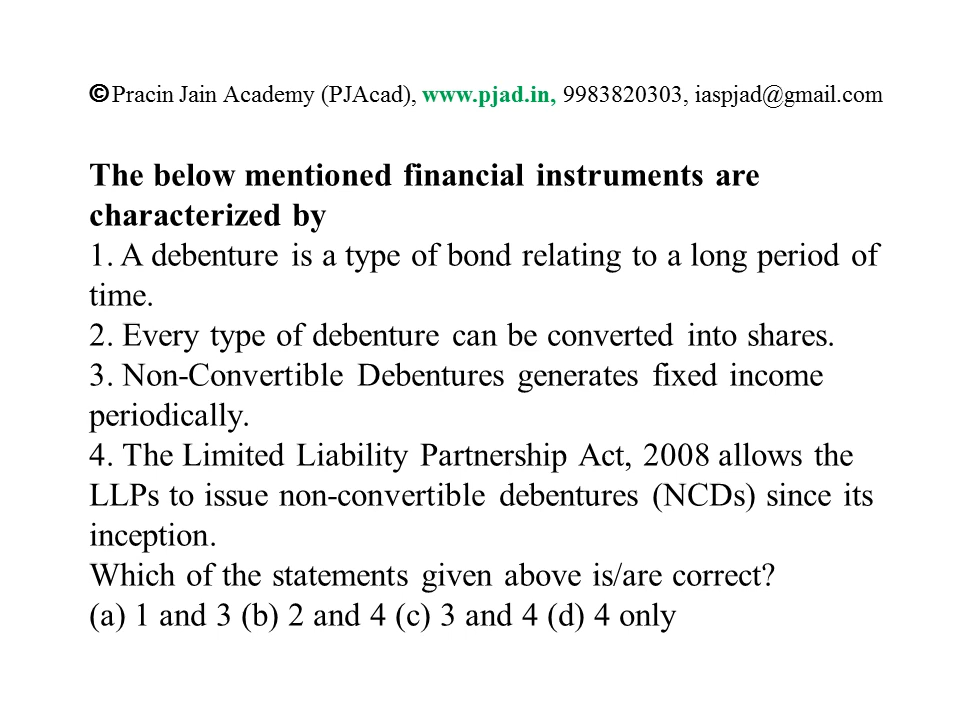 © Pracin Jain Academy (PJAcad), www.pjad.in, 9983820303, iaspjad@gmail.com
The below mentioned financial instruments are
characterized by
1. A debenture is a type of bond relating to a long period of
time.
2. Every type of debenture can be converted into shares.
3. Non-Convertible Debentures generates fixed income
periodically.
4. The Limited Liability Partnership Act, 2008 allows the
LLPs to issue non-convertible debentures (NCDs) since its
inception.
Which of the statements given above is/are correct?
(a) 1 and 3 (b) 2 and 4 (c) 3 and 4 (d) 4 only